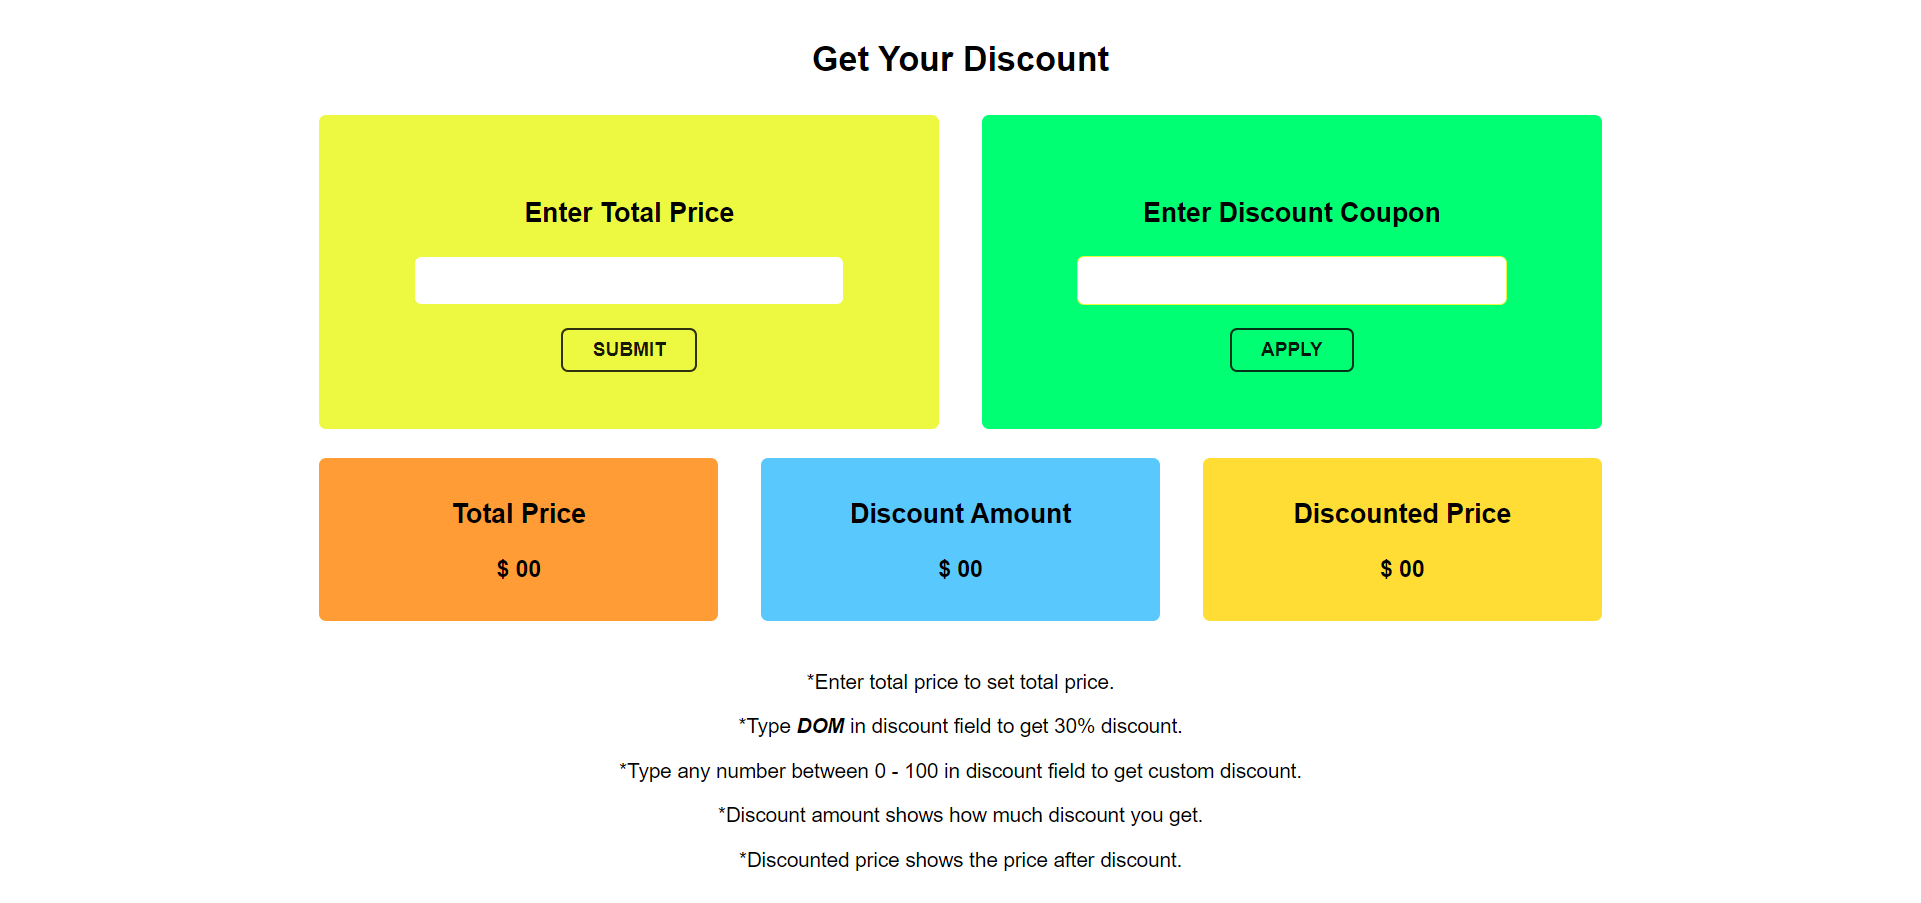 Get Your Discount
Enter Total Price
SUBMIT
Enter Discount Coupon
APPLY
Total Price
$ 00
Discount Amount
$ 00
Discounted Price
$ 00
*Enter total price to set total price.
*Type DOM in discount field to get 30% discount.
*Type any number between 0 - 100 in discount field to get custom discount.
*Discount amount shows how much discount you get.
*Discounted price shows the price after discount.